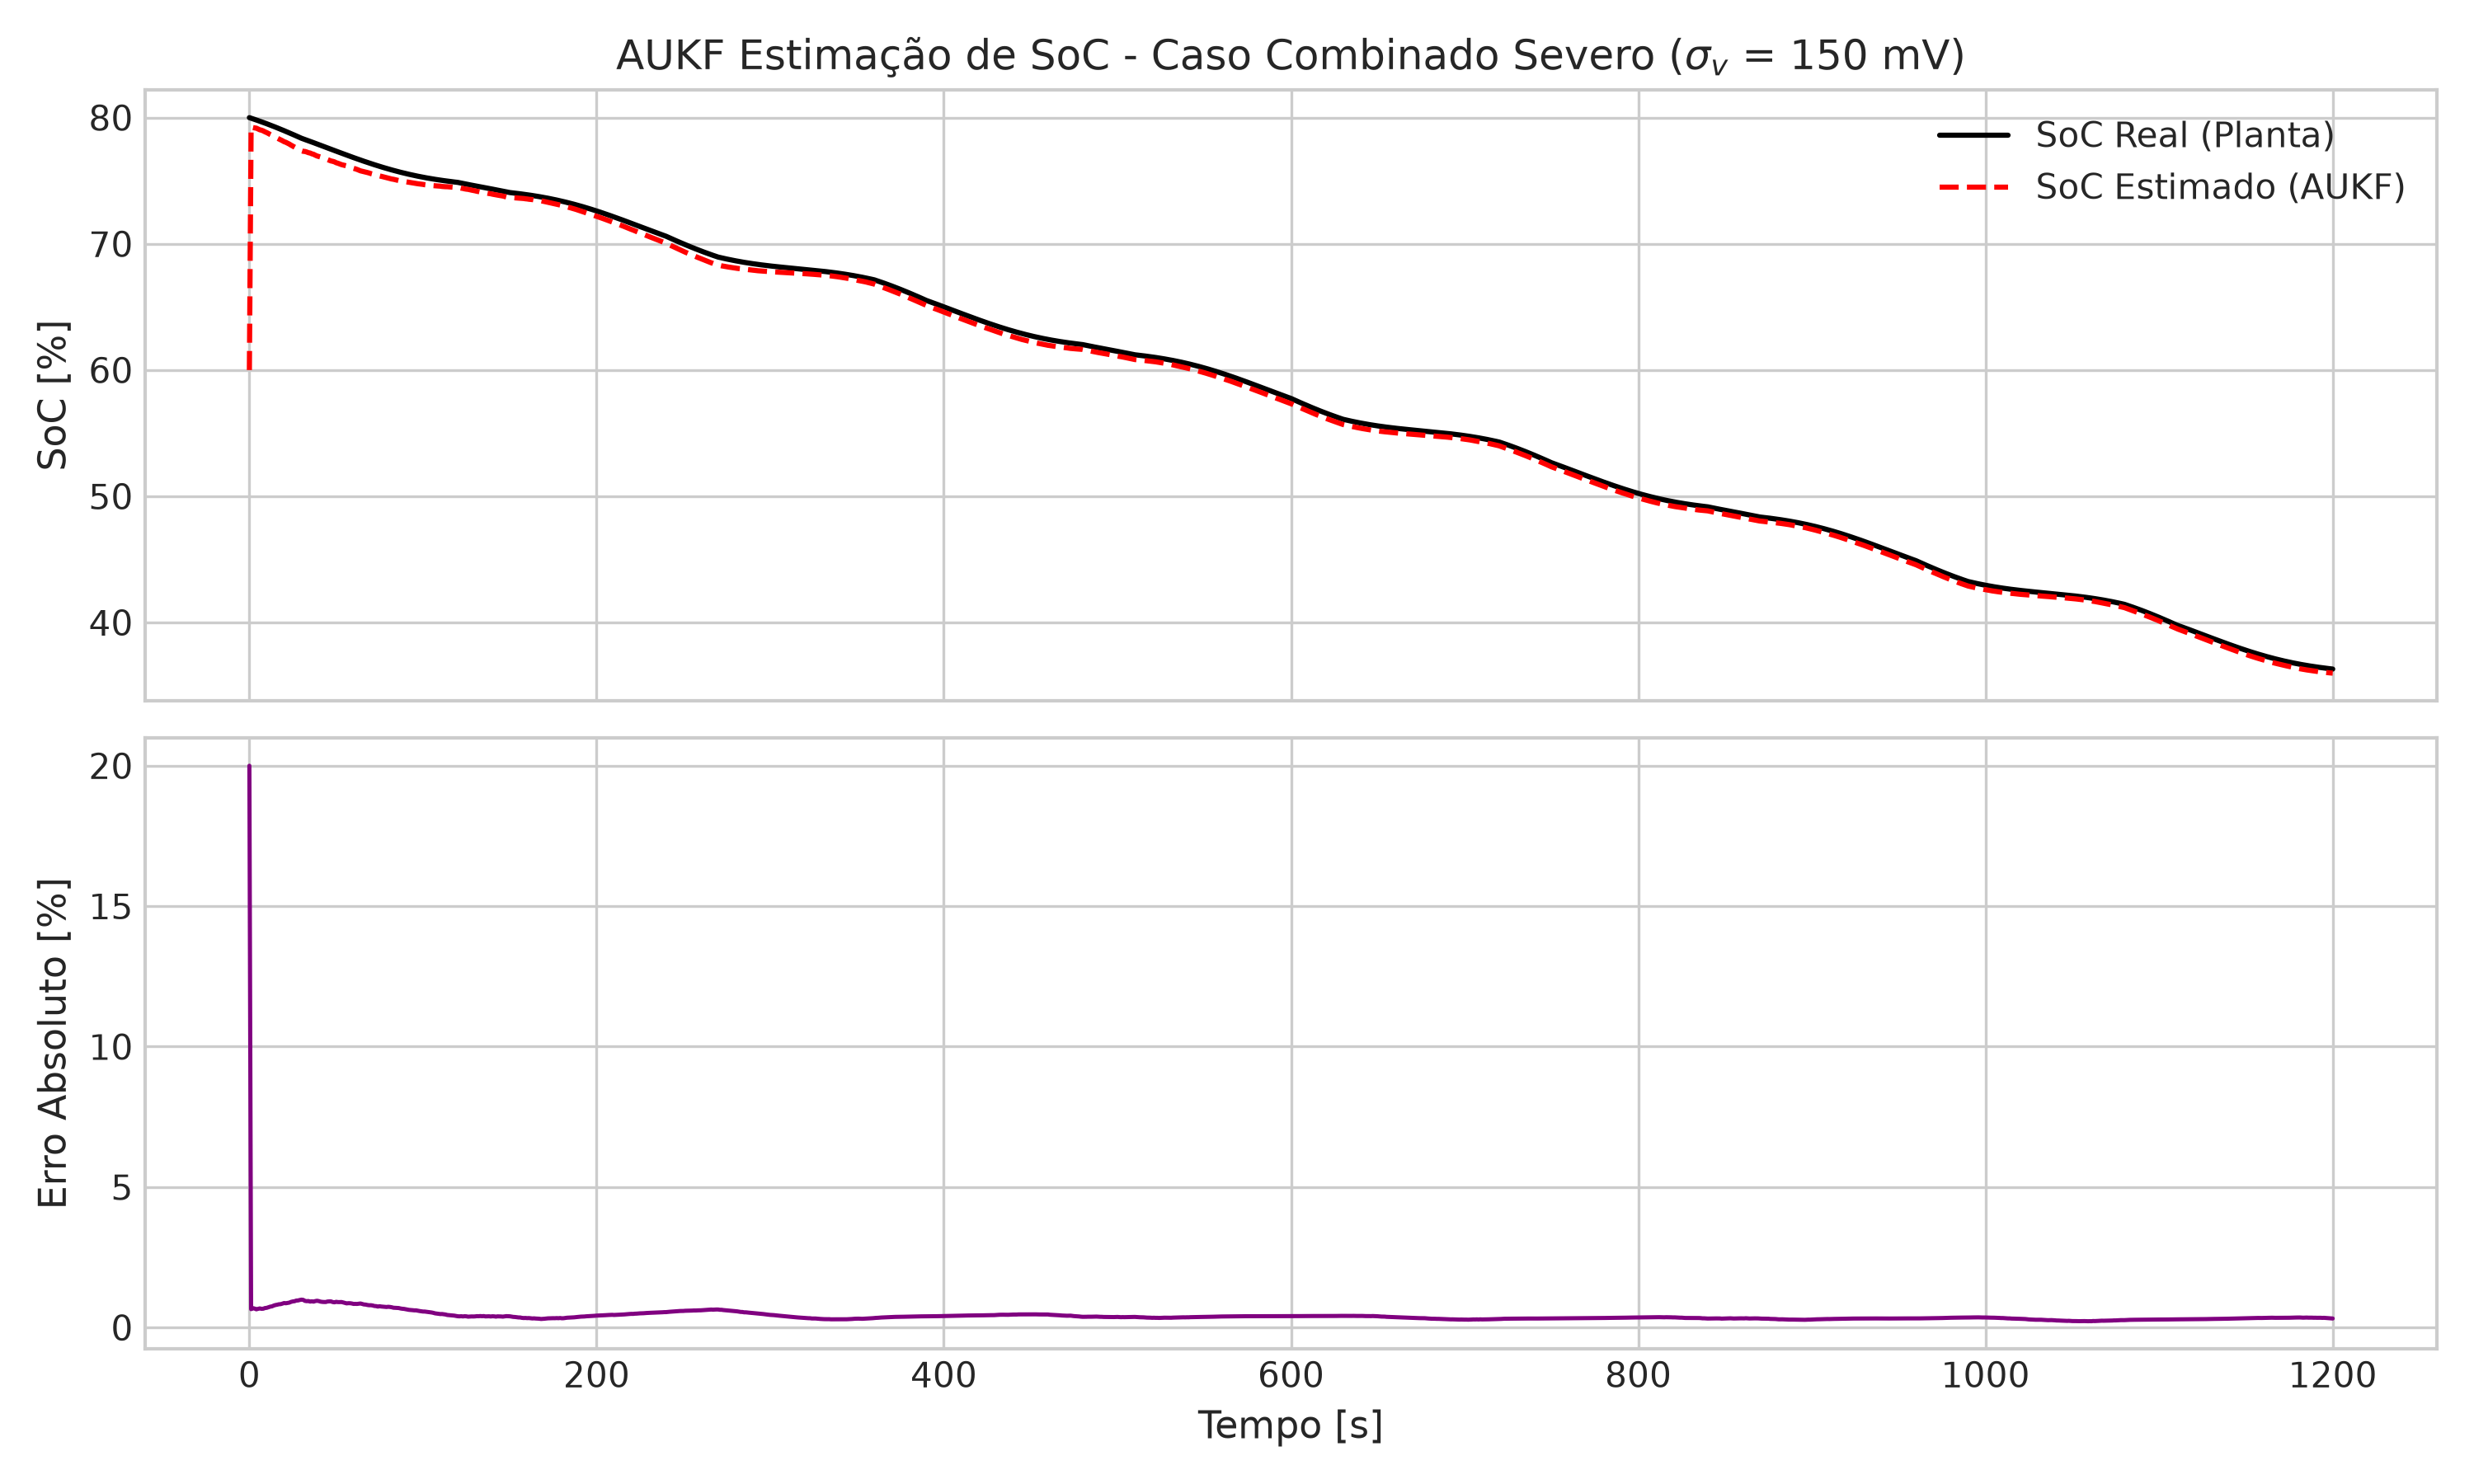 AUKF Estimação de SoC - Caso Combinado Severo (σᵥ = 150 mV)
SoC [%]
80
70
60
50
40
SoC Real (Planta)
SoC Estimado (AUKF)
Erro Absoluto [%]
20
15
10
5
0
0 200 400 600 800 1000 1200
Tempo [s]